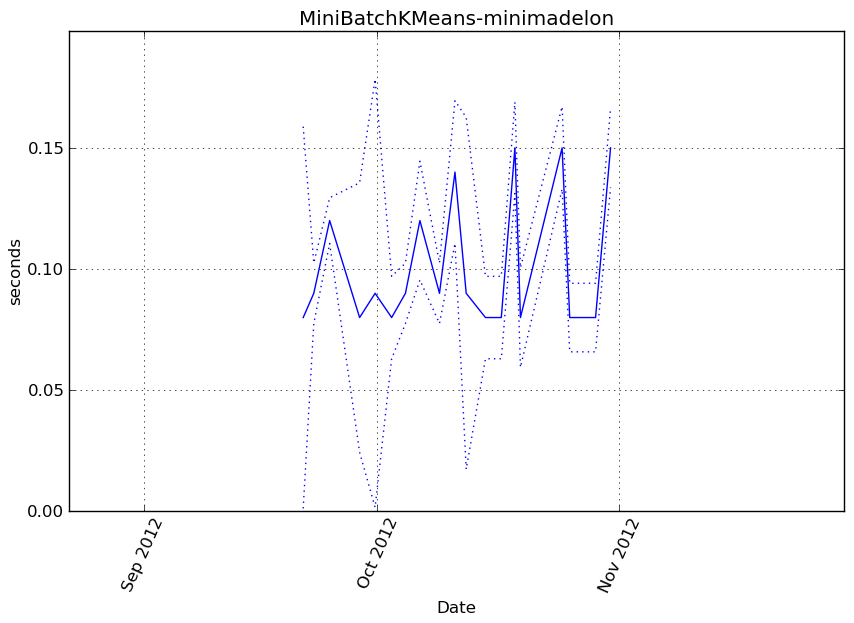 MiniBatchKMeans-minimadelon
seconds
0.15
0.10
0.05
0.00
Sep 2012
Oct 2012
Nov 2012
Date